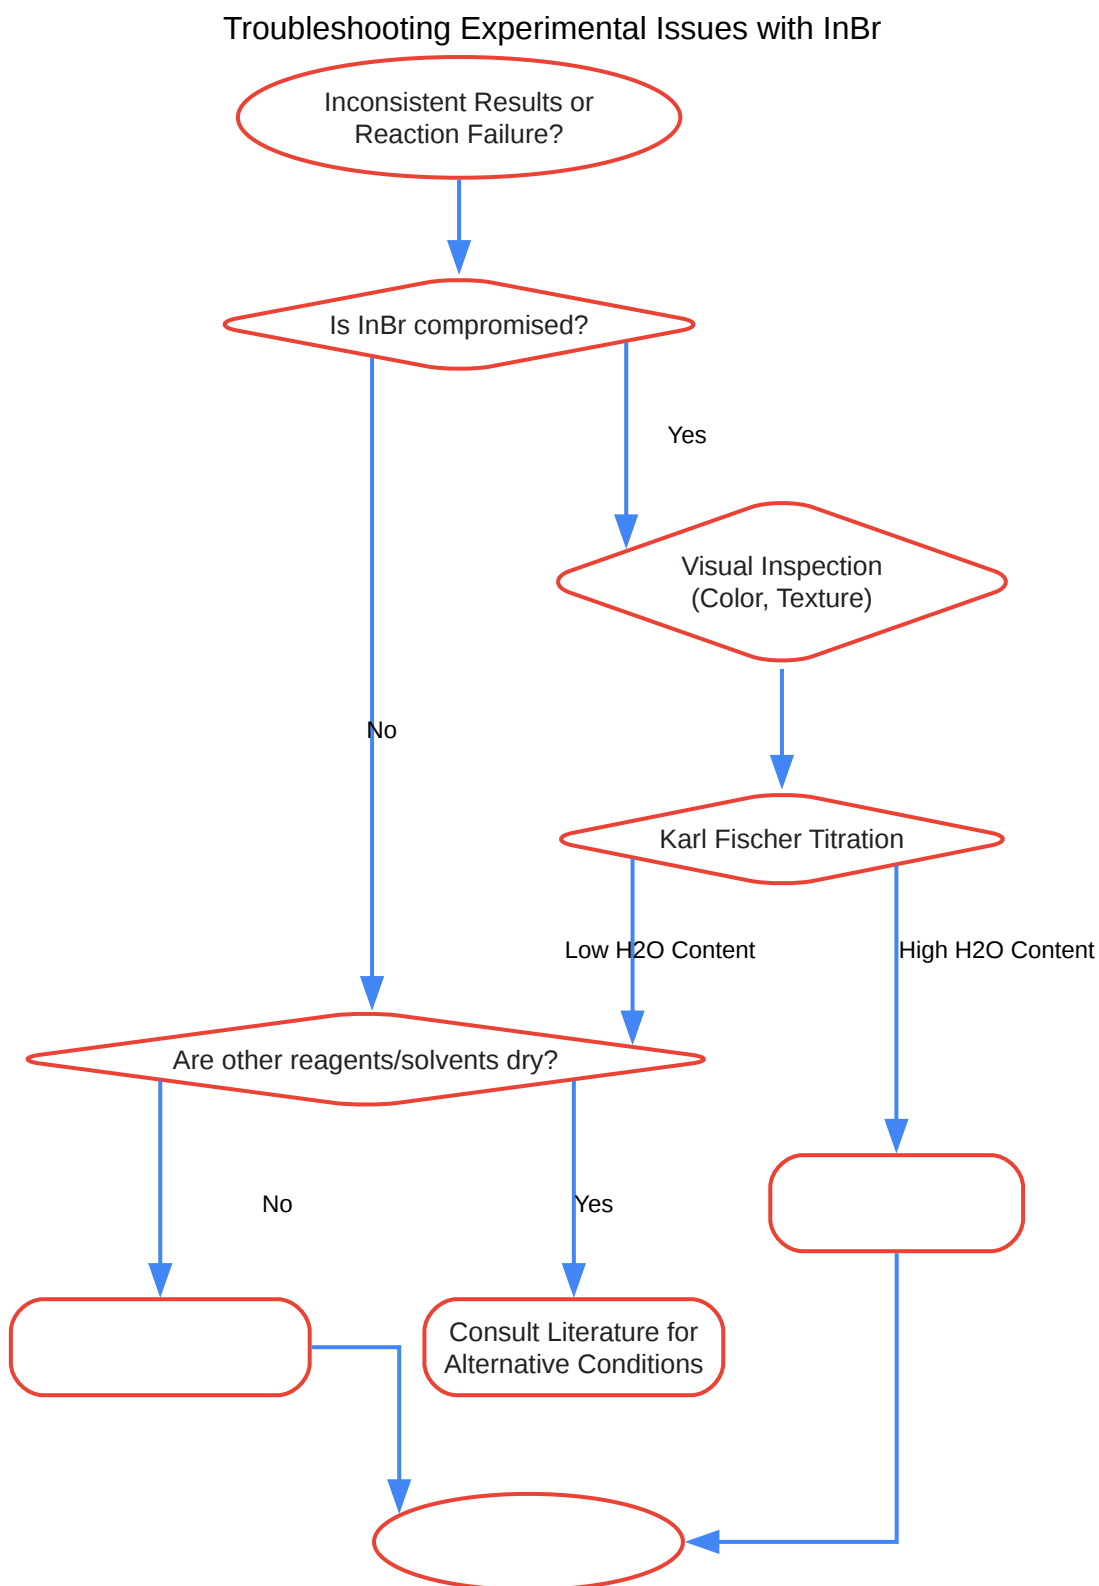 Troubleshooting Experimental Issues with InBr
Inconsistent Results or
Reaction Failure?
Is InBr compromised?
Yes
Visual Inspection
(Color, Texture)
No
Karl Fischer Titration
Low H2O Content
High H2O Content
Are other reagents/solvents dry?
No
Yes
Consult Literature for
Alternative Conditions